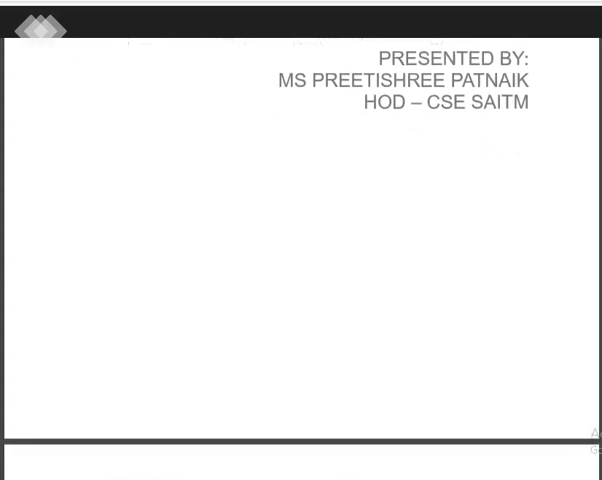 PRESENTED BY:
MS PREETISHREE PATNAIK
HOD – CSE SAITM